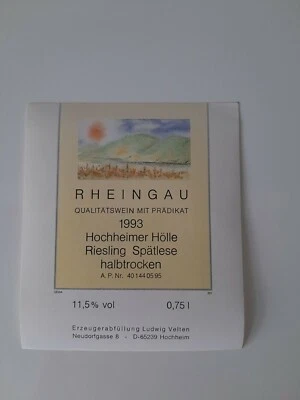 RHEINGAU
QUALITÄTSWEIN MIT PRÄDIKAT
1993
Hochheimer Hölle
Riesling Spätlese
halbtrocken
A. P. Nr. 40 144 05 95
11,5% vol 0,75 l
Erzeugerabfüllung Ludwig Velten
Neudorfgasse 6 - D-65239 Hochheim